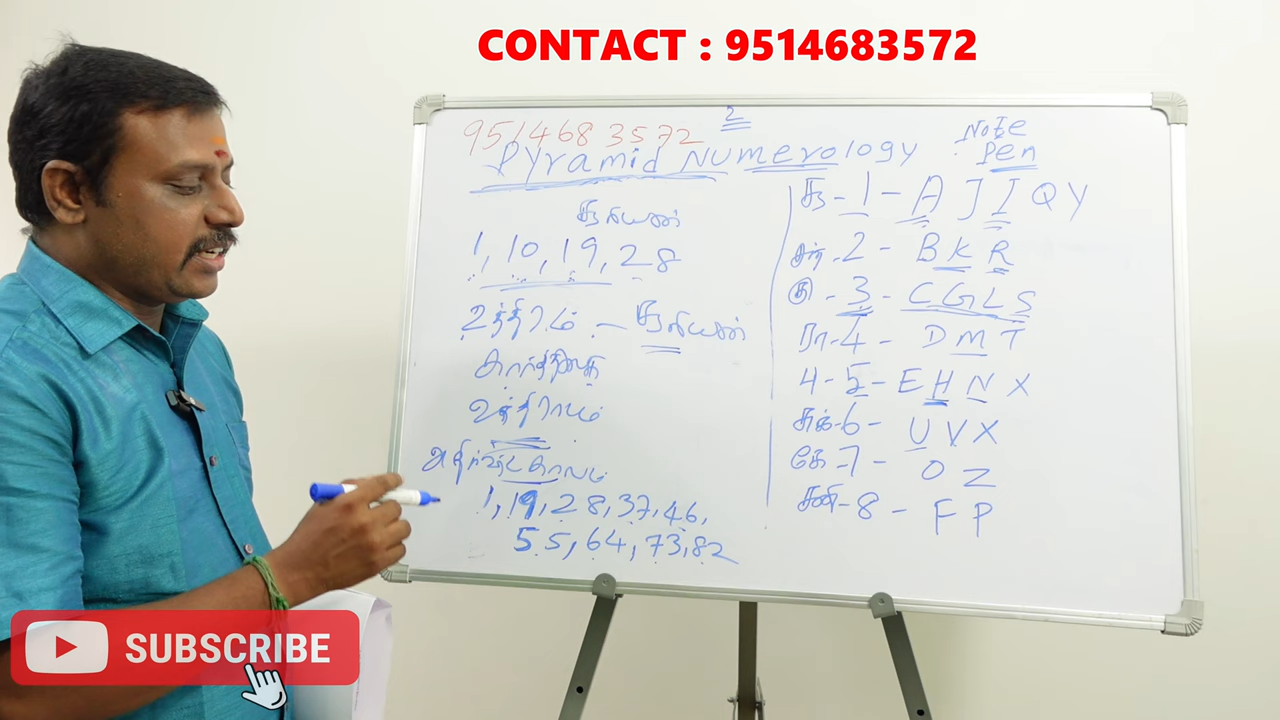 CONTACT : 9514683572
2
9514683572
Pyramid Numerology
Note
Pen
சூரியன்
1, 10, 19, 28
உத்திரம் - சூரியன்
கார்த்திகை
உத்திராடம்
அதிர்ஷ்ட காலம்
1, 19, 28, 37, 46,
55, 64, 73, 82
சூ - 1 - A J I Q Y
சந் - 2 - B K R
கு - 3 - C G L S
ரா - 4 - D M T
5 - E H N X
சுக் - 6 - U V X
கே - 7 - O Z
சனி - 8 - F P
SUBSCRIBE